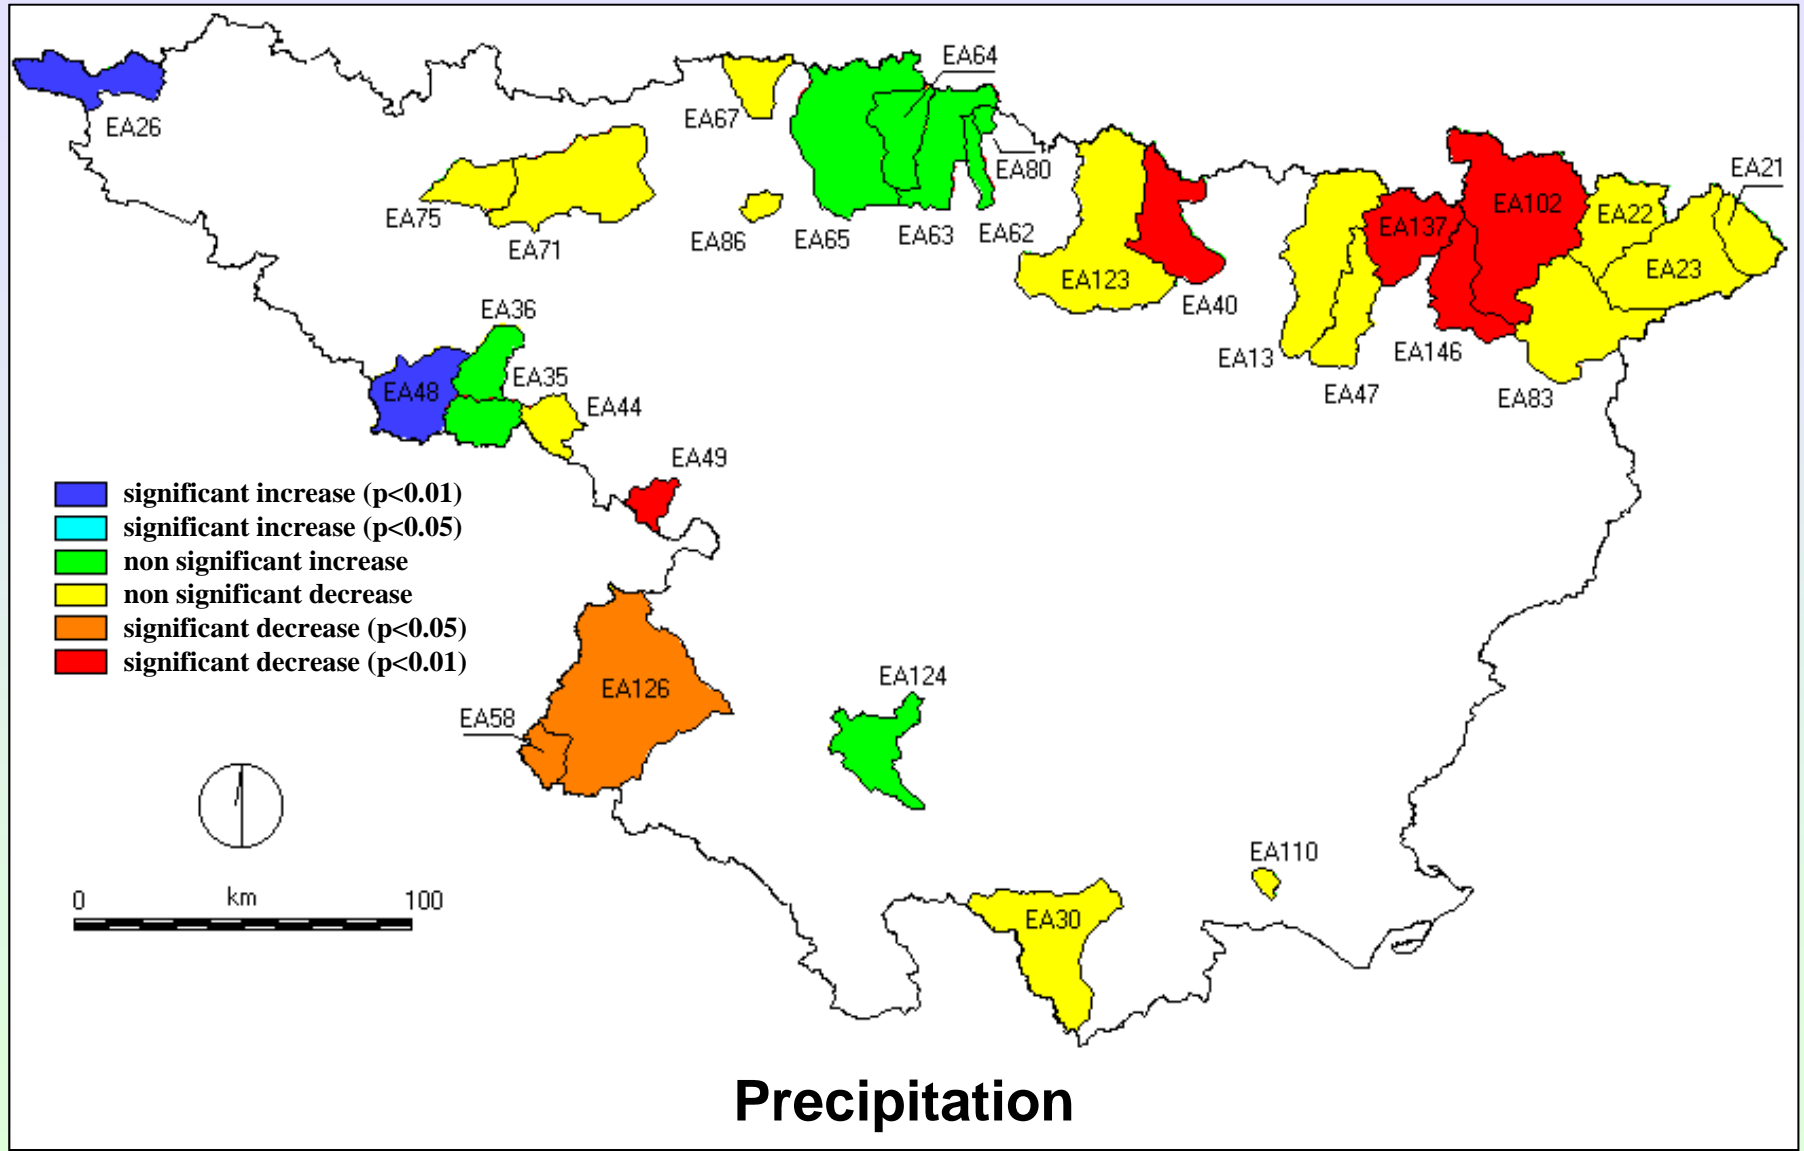 EA64
EA26
EA67
EA80
EA21
EA75
EA71
EA86
EA65
EA63
EA62
EA123
EA40
EA137
EA102
EA22
EA23
EA13
EA47
EA146
EA83
EA36
EA48
EA35
EA44
EA49
significant increase (p<0.01)
significant increase (p<0.05)
non significant increase
non significant decrease
significant decrease (p<0.05)
significant decrease (p<0.01)
EA126
EA58
EA124
EA110
EA30
0 km 100
Precipitation